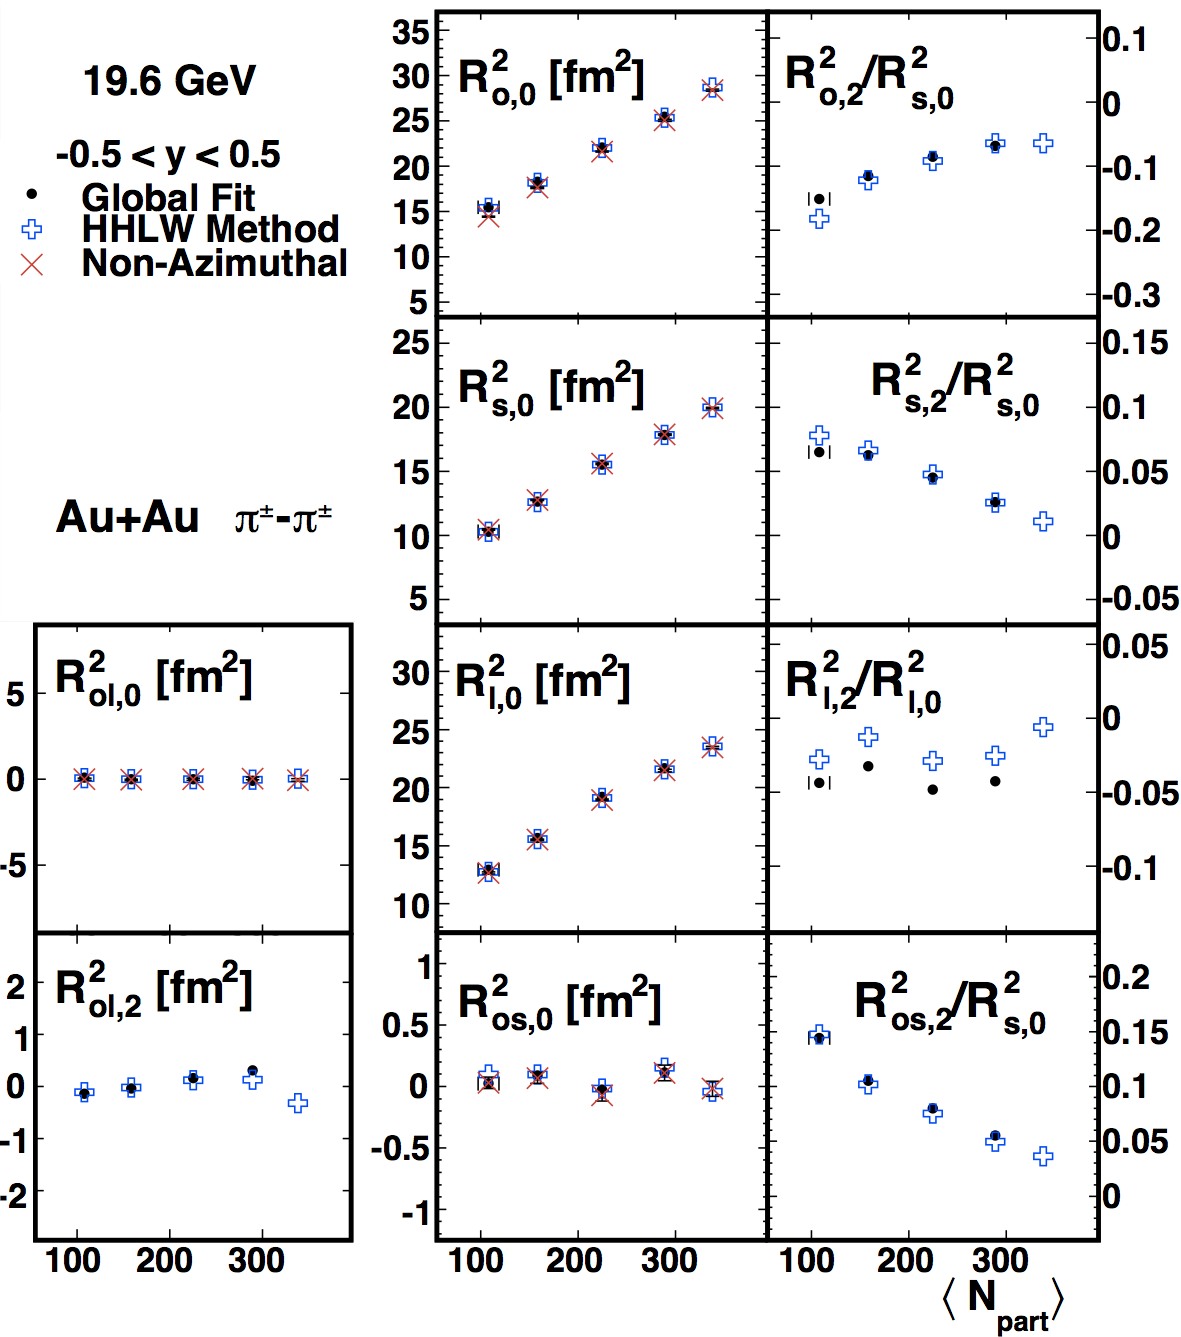 19.6 GeV
-0.5 < y < 0.5
Global Fit
HHLW Method
Non-Azimuthal
Au+Au π±-π±
R²o,0 [fm²]
35
30
25
20
15
10
5
R²o,2/R²s,0
0.1
0
-0.1
-0.2
-0.3
R²s,0 [fm²]
25
20
15
10
5
R²s,2/R²s,0
0.15
0.1
0.05
0
-0.05
R²ol,0 [fm²]
5
0
-5
R²l,0 [fm²]
30
25
20
15
10
R²l,2/R²l,0
0.05
0
-0.05
-0.1
R²ol,2 [fm²]
2
1
0
-1
-2
100 200 300
R²os,0 [fm²]
1
0.5
0
-0.5
-1
100 200 300
R²os,2/R²s,0
0.2
0.15
0.1
0.05
0
100 200 300
⟨ Npart⟩